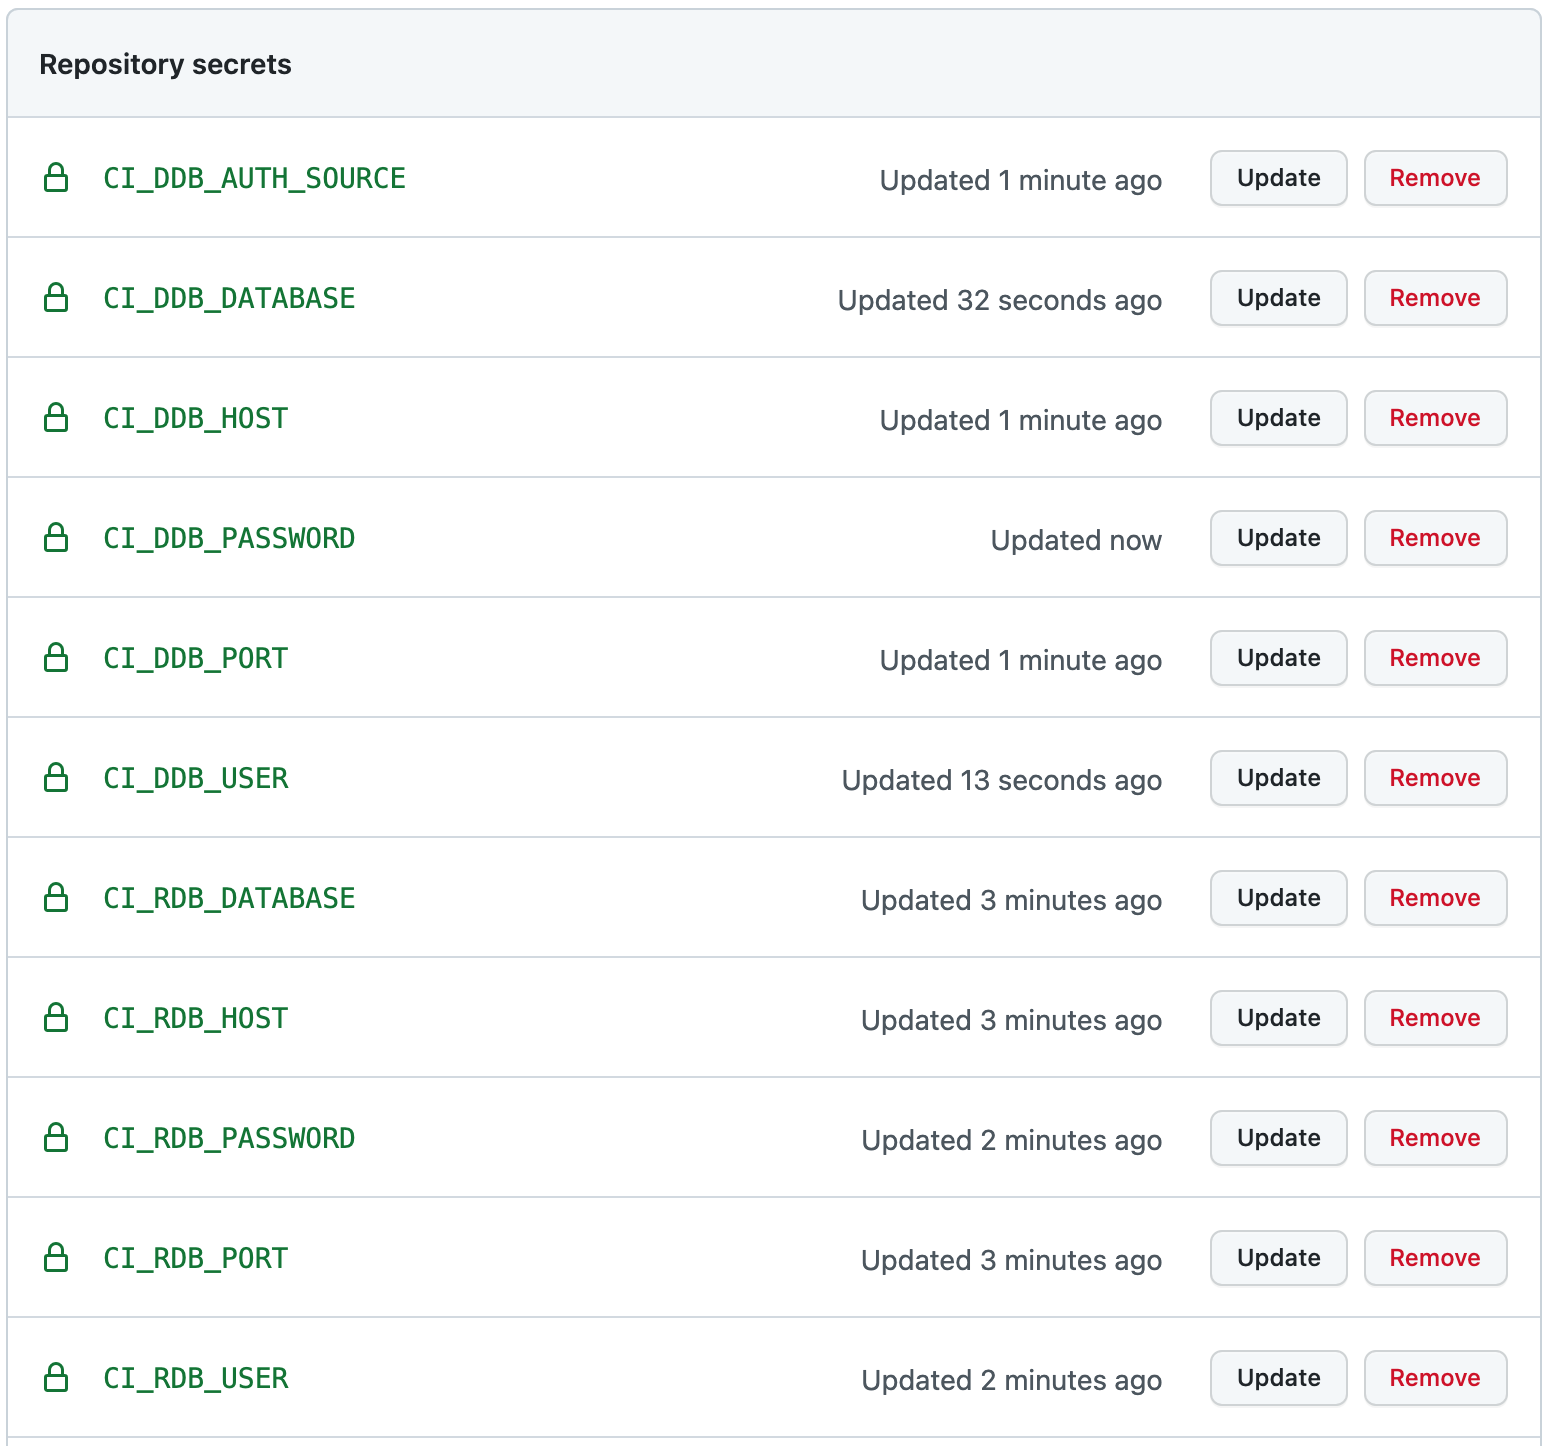 Repository secrets
CI_DDB_AUTH_SOURCE Updated 1 minute ago Update Remove
CI_DDB_DATABASE Updated 32 seconds ago Update Remove
CI_DDB_HOST Updated 1 minute ago Update Remove
CI_DDB_PASSWORD Updated now Update Remove
CI_DDB_PORT Updated 1 minute ago Update Remove
CI_DDB_USER Updated 13 seconds ago Update Remove
CI_RDB_DATABASE Updated 3 minutes ago Update Remove
CI_RDB_HOST Updated 3 minutes ago Update Remove
CI_RDB_PASSWORD Updated 2 minutes ago Update Remove
CI_RDB_PORT Updated 3 minutes ago Update Remove
CI_RDB_USER Updated 2 minutes ago Update Remove